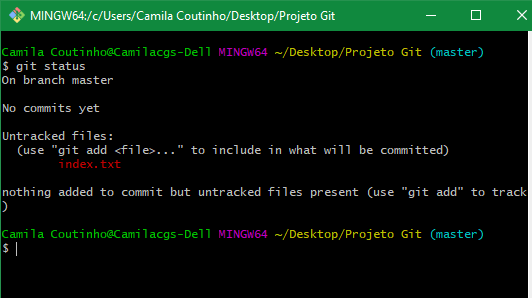 MINGW64:/c/Users/Camila Coutinho/Desktop/Projeto Git
Camila Coutinho@Camilacgs-Dell MINGW64 ~/Desktop/Projeto Git (master)
$ git status
On branch master
No commits yet
Untracked files:
(use "git add <file>..." to include in what will be committed)
index.txt
nothing added to commit but untracked files present (use "git add" to track
)
Camila Coutinho@Camilacgs-Dell MINGW64 ~/Desktop/Projeto Git (master)
$